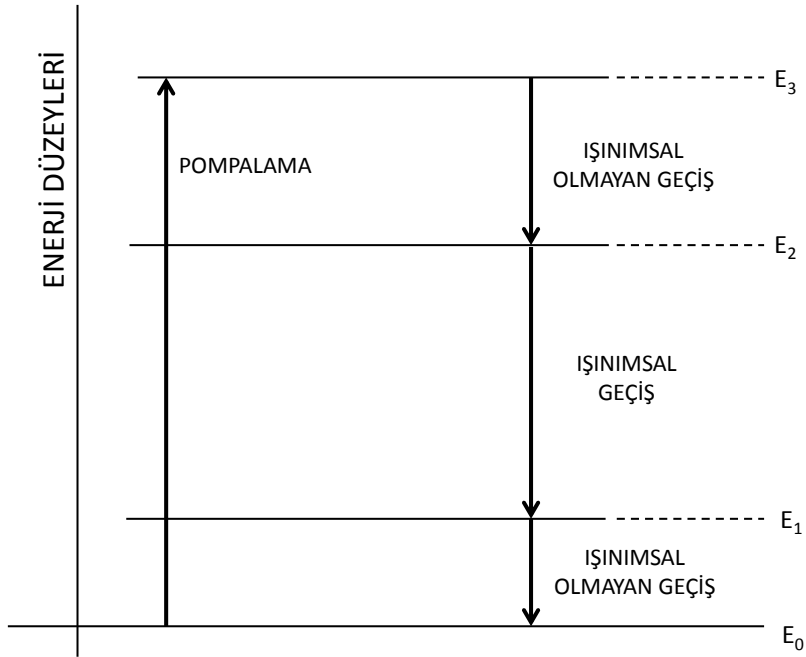 ENERJİ DÜZEYLERİ
E3
POMPALAMA
IŞINIMSAL
OLMAYAN GEÇİŞ
E2
IŞINIMSAL
GEÇİŞ
E1
IŞINIMSAL
OLMAYAN GEÇİŞ
E0